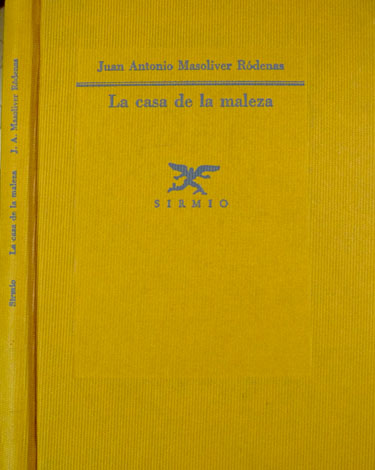 Juan Antonio Masoliver Ródenas
La casa de la maleza
SIRMIO
Sirmio La casa de la maleza J. A. Masoliver Ródenas